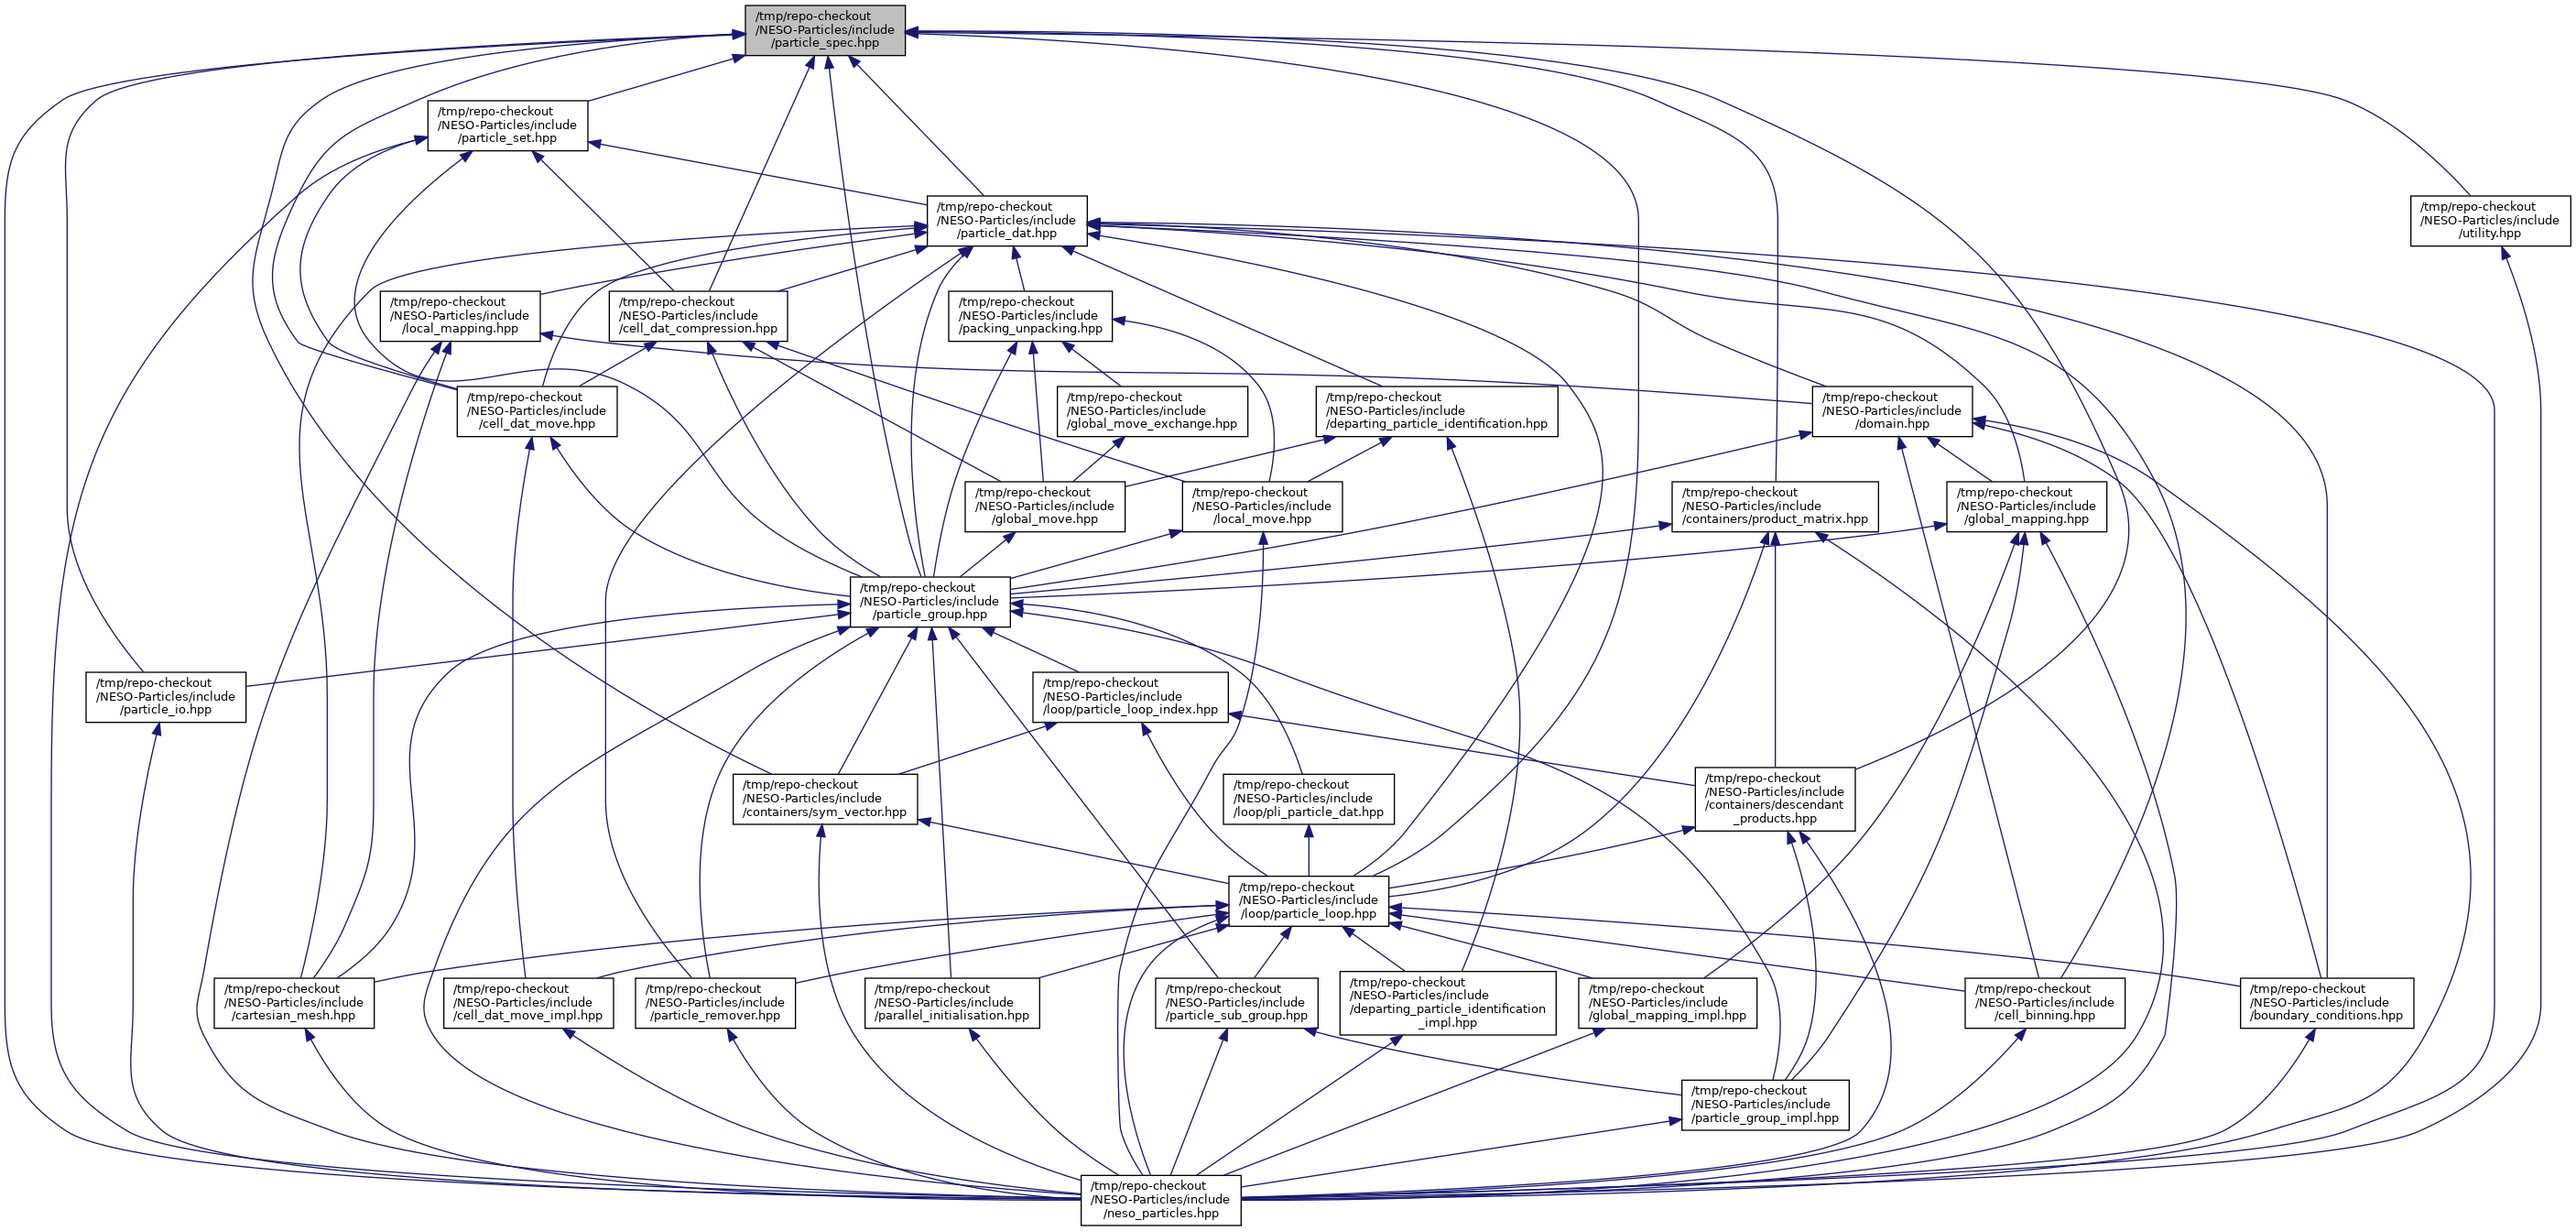 /tmp/repo-checkout
/NESO-Particles/include
/particle_spec.hpp
/tmp/repo-checkout
/NESO-Particles/include
/particle_set.hpp
/tmp/repo-checkout
/NESO-Particles/include
/particle_dat.hpp
/tmp/repo-checkout
/NESO-Particles/include
/utility.hpp
/tmp/repo-checkout
/NESO-Particles/include
/local_mapping.hpp
/tmp/repo-checkout
/NESO-Particles/include
/cell_dat_compression.hpp
/tmp/repo-checkout
/NESO-Particles/include
/packing_unpacking.hpp
/tmp/repo-checkout
/NESO-Particles/include
/cell_dat_move.hpp
/tmp/repo-checkout
/NESO-Particles/include
/global_move_exchange.hpp
/tmp/repo-checkout
/NESO-Particles/include
/departing_particle_identification.hpp
/tmp/repo-checkout
/NESO-Particles/include
/domain.hpp
/tmp/repo-checkout
/NESO-Particles/include
/global_move.hpp
/tmp/repo-checkout
/NESO-Particles/include
/local_move.hpp
/tmp/repo-checkout
/NESO-Particles/include
/containers/product_matrix.hpp
/tmp/repo-checkout
/NESO-Particles/include
/global_mapping.hpp
/tmp/repo-checkout
/NESO-Particles/include
/particle_group.hpp
/tmp/repo-checkout
/NESO-Particles/include
/particle_io.hpp
/tmp/repo-checkout
/NESO-Particles/include
/loop/particle_loop_index.hpp
/tmp/repo-checkout
/NESO-Particles/include
/containers/sym_vector.hpp
/tmp/repo-checkout
/NESO-Particles/include
/loop/pli_particle_dat.hpp
/tmp/repo-checkout
/NESO-Particles/include
/containers/descendant
_products.hpp
/tmp/repo-checkout
/NESO-Particles/include
/loop/particle_loop.hpp
/tmp/repo-checkout
/NESO-Particles/include
/cartesian_mesh.hpp
/tmp/repo-checkout
/NESO-Particles/include
/cell_dat_move_impl.hpp
/tmp/repo-checkout
/NESO-Particles/include
/particle_remover.hpp
/tmp/repo-checkout
/NESO-Particles/include
/parallel_initialisation.hpp
/tmp/repo-checkout
/NESO-Particles/include
/particle_sub_group.hpp
/tmp/repo-checkout
/NESO-Particles/include
/departing_particle_identification
_impl.hpp
/tmp/repo-checkout
/NESO-Particles/include
/global_mapping_impl.hpp
/tmp/repo-checkout
/NESO-Particles/include
/cell_binning.hpp
/tmp/repo-checkout
/NESO-Particles/include
/boundary_conditions.hpp
/tmp/repo-checkout
/NESO-Particles/include
/particle_group_impl.hpp
/tmp/repo-checkout
/NESO-Particles/include
/neso_particles.hpp